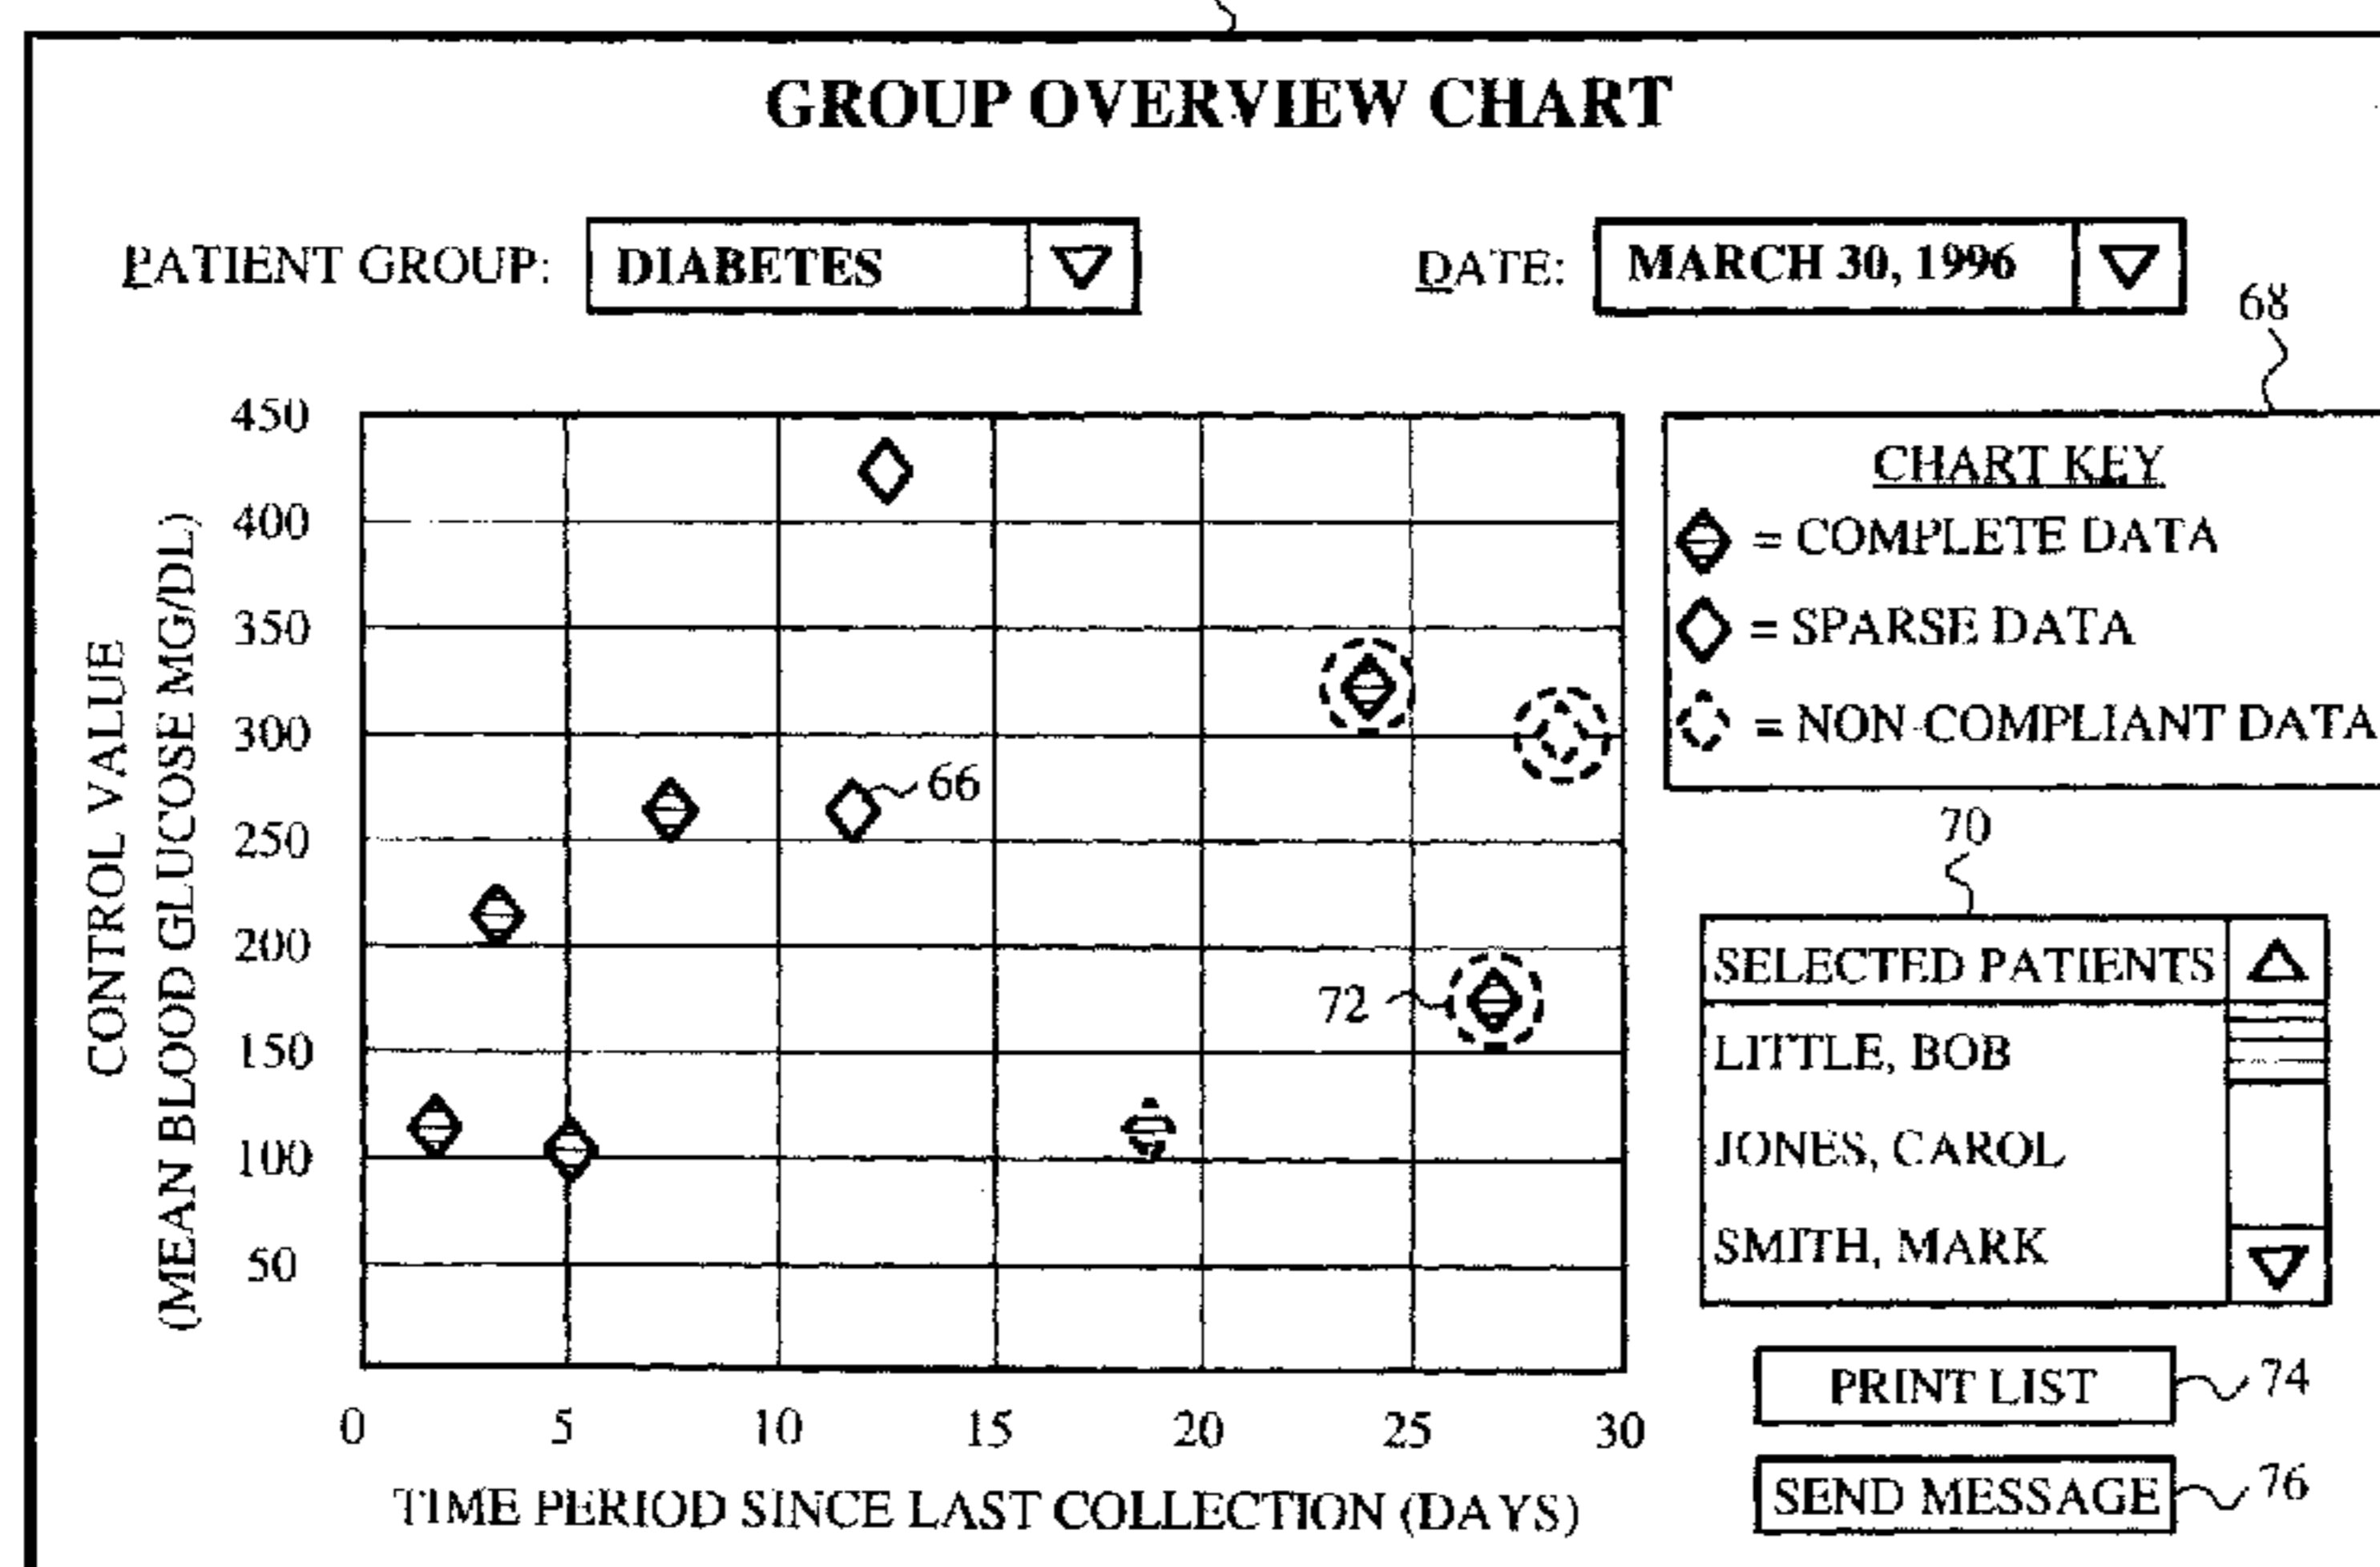 GROUP OVERVIEW CHART
PATIENT GROUP: DIABETES
DATE: MARCH 30, 1996
68
450
400
350
300
250
200
150
100
50
CONTROL VALUE
(MEAN BLOOD GLUCOSE MG/DL)
66
72
0 5 10 15 20 25 30
TIME PERIOD SINCE LAST COLLECTION (DAYS)
CHART KEY
= COMPLETE DATA
= SPARSE DATA
= NON-COMPLIANT DATA
70
SELECTED PATIENTS
LITTLE, BOB
JONES, CAROL
SMITH, MARK
PRINT LIST 74
SEND MESSAGE 76